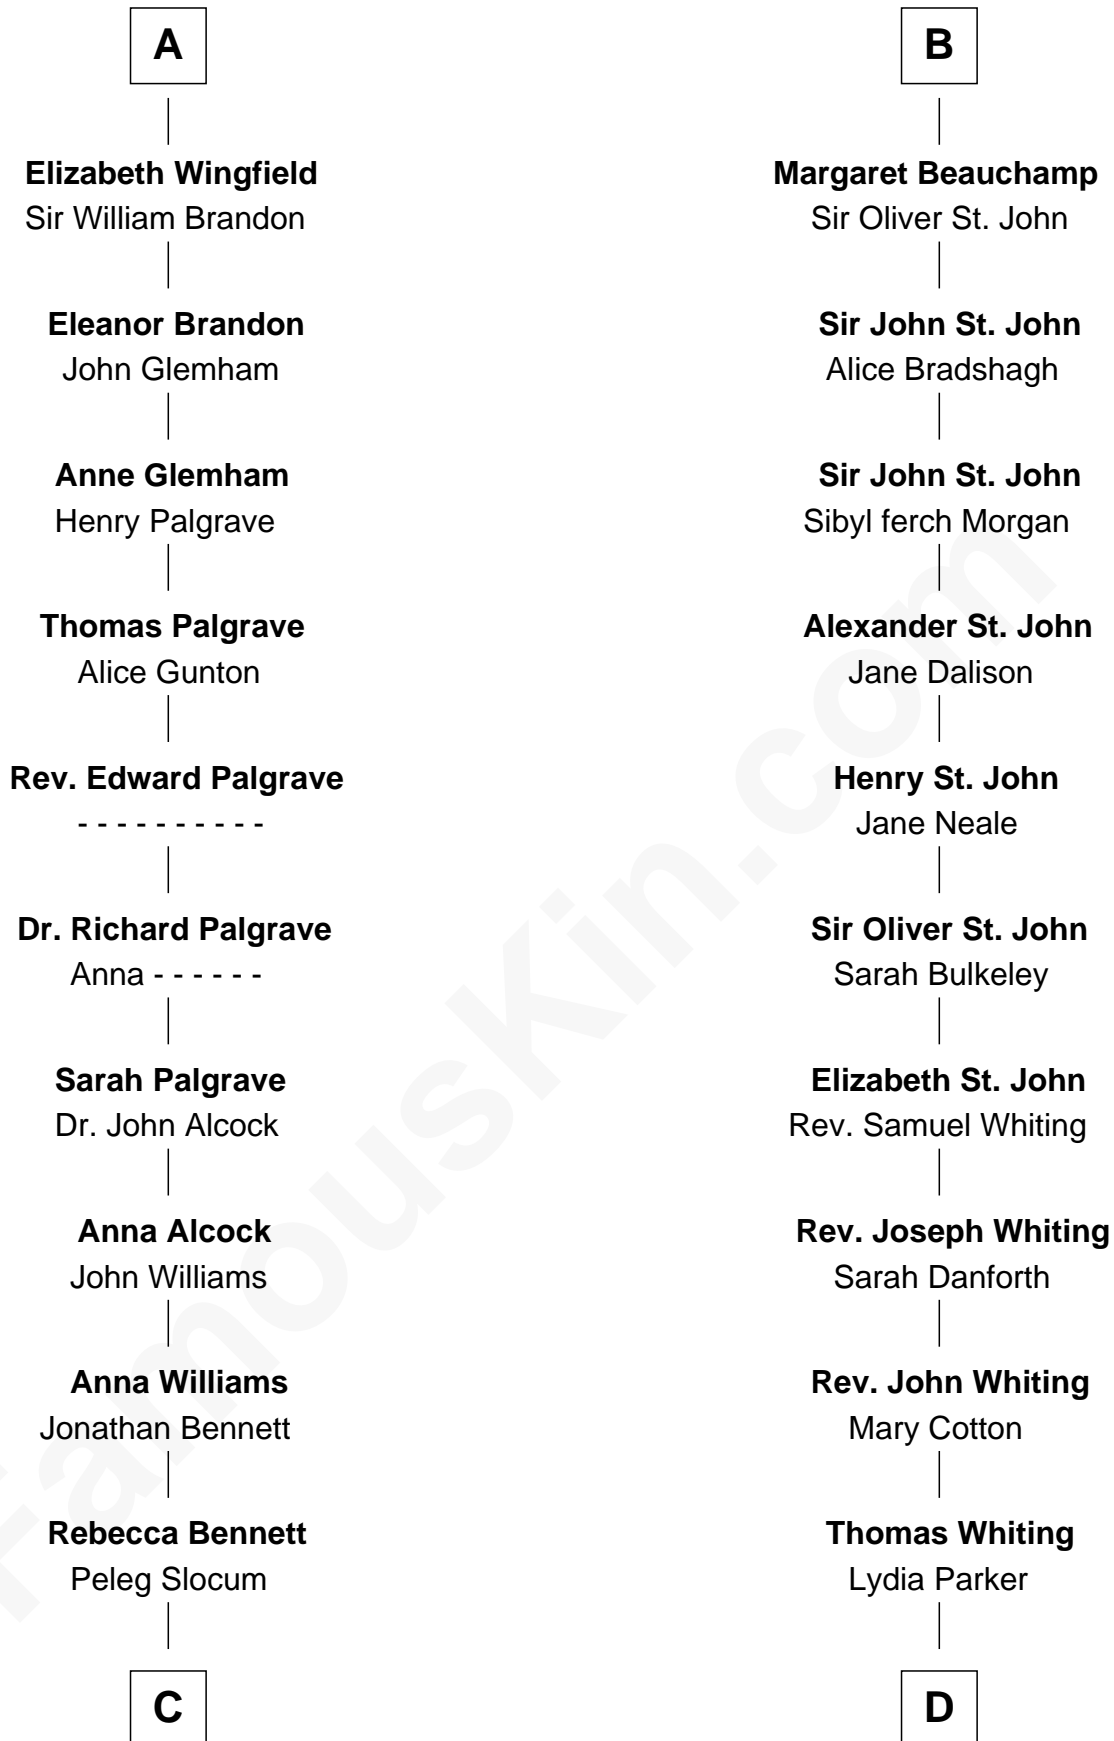 A
Elizabeth Wingfield
Sir William Brandon
Eleanor Brandon
John Glemham
Anne Glemham
Henry Palgrave
Thomas Palgrave
Alice Gunton
Rev. Edward Palgrave
- - - - - - - - - -
Dr. Richard Palgrave
Anna - - - - - -
Sarah Palgrave
Dr. John Alcock
Anna Alcock
John Williams
Anna Williams
Jonathan Bennett
Rebecca Bennett
Peleg Slocum
C
B
Margaret Beauchamp
Sir Oliver St. John
Sir John St. John
Alice Bradshagh
Sir John St. John
Sibyl ferch Morgan
Alexander St. John
Jane Dalison
Henry St. John
Jane Neale
Sir Oliver St. John
Sarah Bulkeley
Elizabeth St. John
Rev. Samuel Whiting
Rev. Joseph Whiting
Sarah Danforth
Rev. John Whiting
Mary Cotton
Thomas Whiting
Lydia Parker
D
FamousKin.com